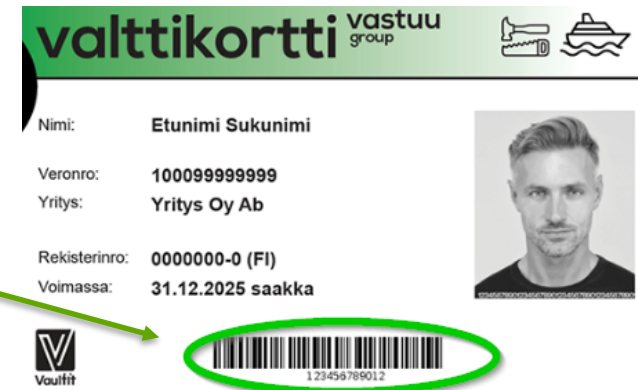 valttikortti vastuu
group
Nimi: Etunimi Sukunimi
Veronro: 100099999999
Yritys: Yritys Oy Ab
Rekisterinro: 0000000-0 (FI)
Voimassa: 31.12.2025 saakka
Vaultit
123456789012